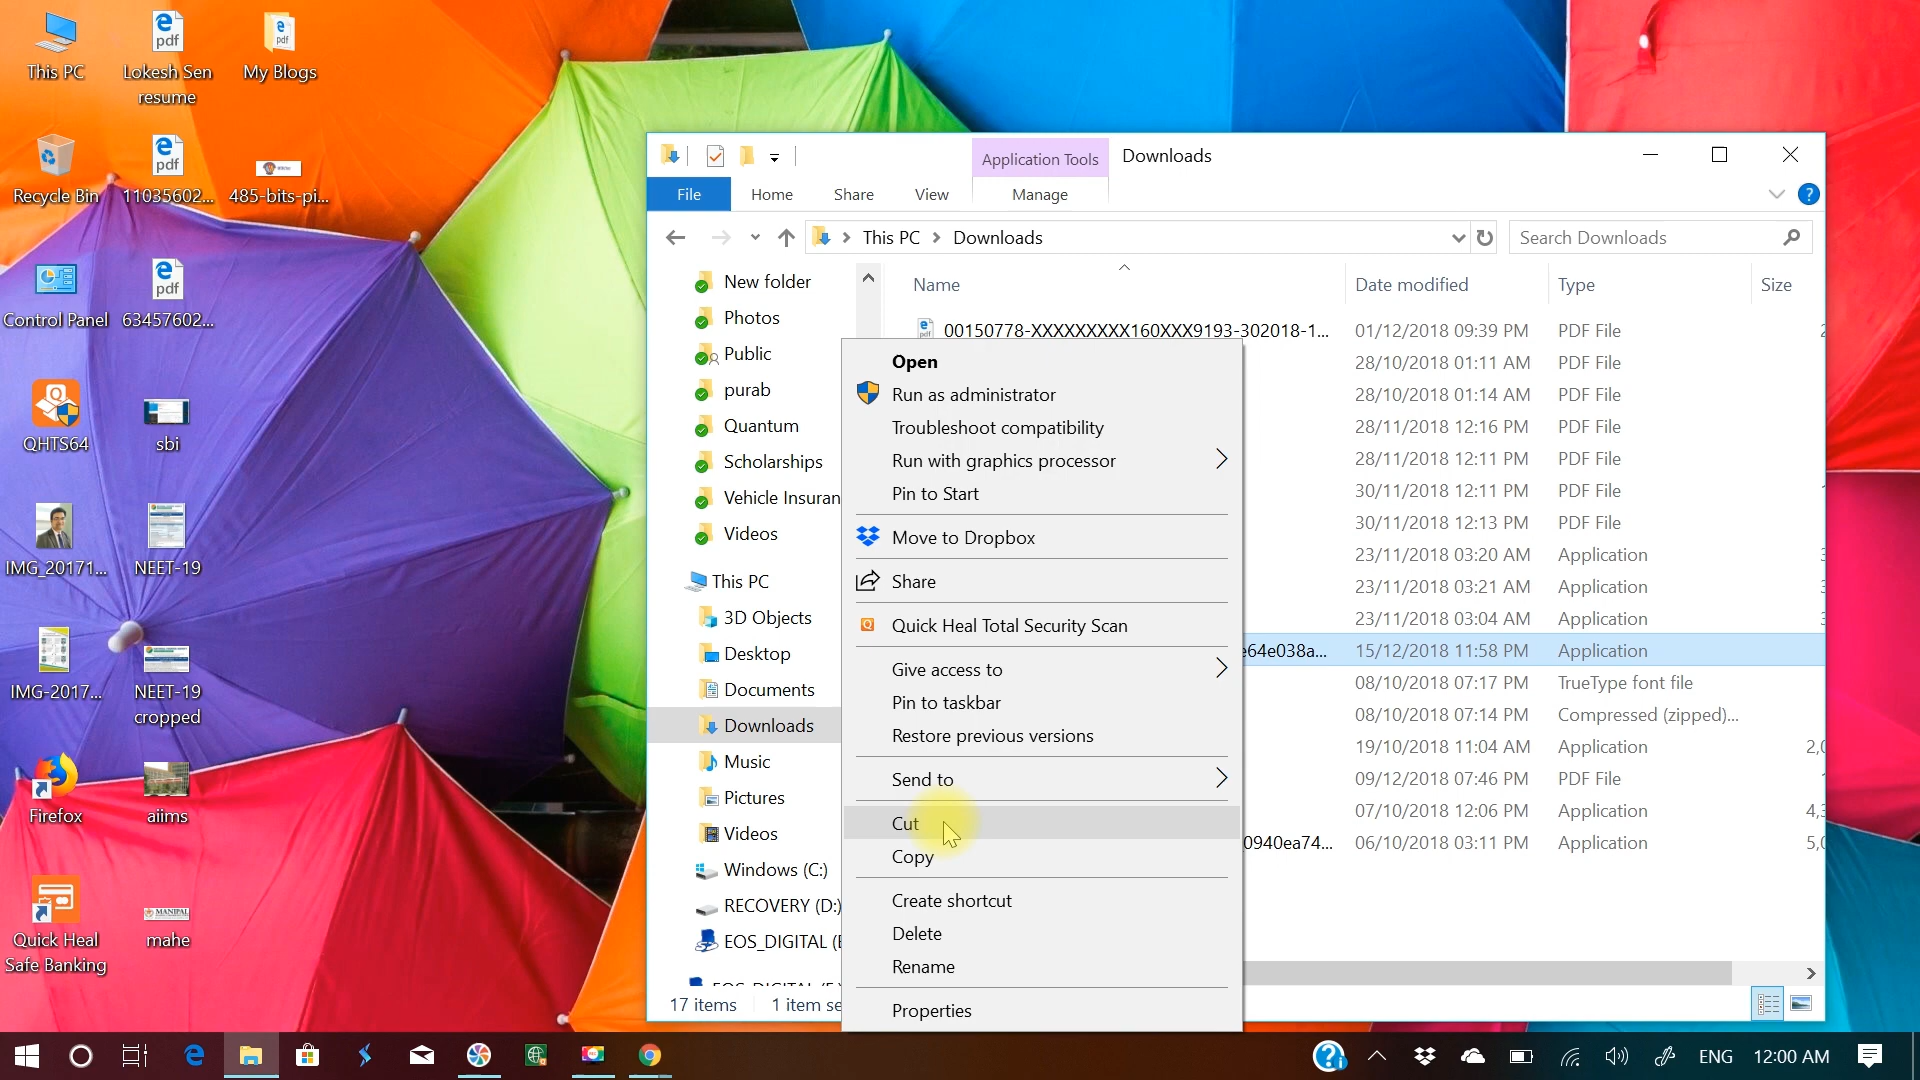 This PC
Lokesh Sen
resume
My Blogs
Recycle Bin
11035602...
485-bits-pi...
Control Panel
63457602...
QHTS64
sbi
IMG_20171...
NEET-19
IMG-2017...
NEET-19
cropped
Firefox
aiims
Quick Heal
Safe Banking
MANIPAL
mahe
Application Tools
Downloads
File
Home
Share
View
Manage
This PC
Downloads
Search Downloads
New folder
Photos
Public
purab
Quantum
Scholarships
Vehicle Insuran
Videos
This PC
3D Objects
Desktop
Documents
Downloads
Music
Pictures
Videos
Windows (C:)
RECOVERY (D:)
EOS_DIGITAL (E
17 items
1 item se
Name
Date modified
Type
Size
00150778-XXXXXXXXX160XXX9193-302018-1...
01/12/2018 09:39 PM
PDF File
28/10/2018 01:11 AM
PDF File
28/10/2018 01:14 AM
PDF File
28/11/2018 12:16 PM
PDF File
28/11/2018 12:11 PM
PDF File
30/11/2018 12:11 PM
PDF File
30/11/2018 12:13 PM
PDF File
23/11/2018 03:20 AM
Application
23/11/2018 03:21 AM
Application
23/11/2018 03:04 AM
Application
e64e038a...
15/12/2018 11:58 PM
Application
08/10/2018 07:17 PM
TrueType font file
08/10/2018 07:14 PM
Compressed (zipped)...
19/10/2018 11:04 AM
Application
2,0
09/12/2018 07:46 PM
PDF File
07/10/2018 12:06 PM
Application
4,3
0940ea74...
06/10/2018 03:11 PM
Application
5,0
Open
Run as administrator
Troubleshoot compatibility
Run with graphics processor
Pin to Start
Move to Dropbox
Share
Quick Heal Total Security Scan
Give access to
Pin to taskbar
Restore previous versions
Send to
Cut
Copy
Create shortcut
Delete
Rename
Properties
ENG
12:00 AM